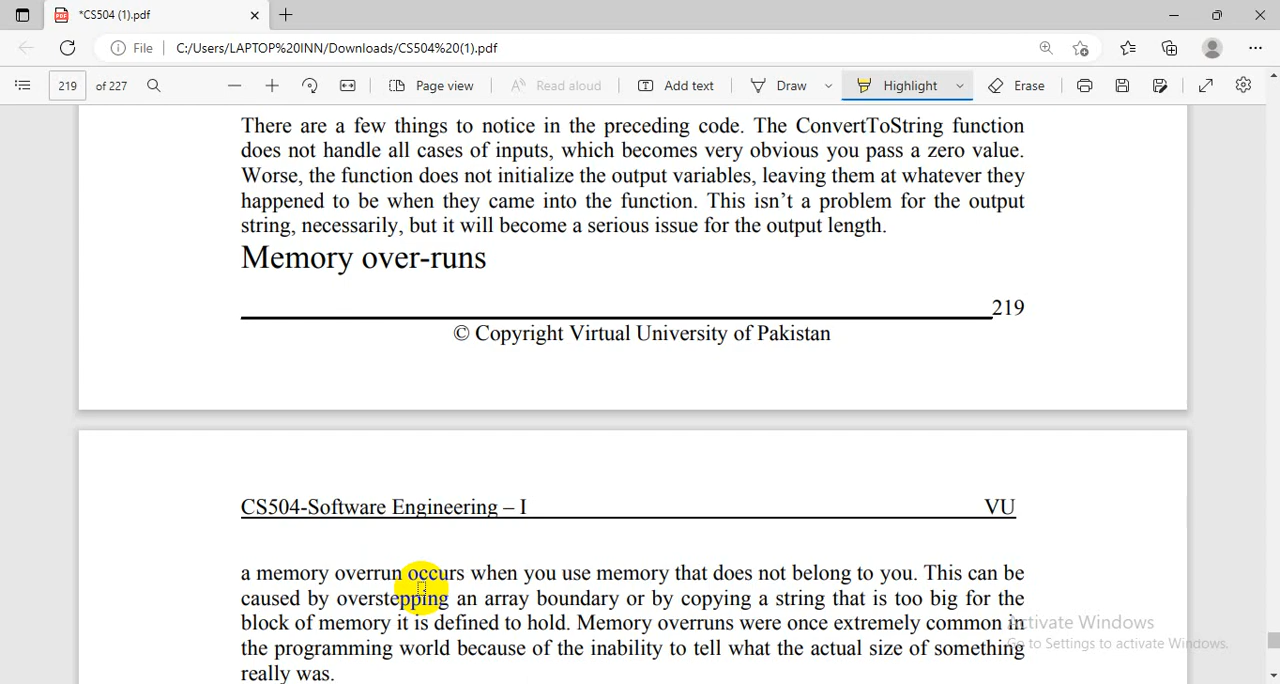 *CS504 (1).pdf
File C:/Users/LAPTOP%20INN/Downloads/CS504%20(1).pdf
219 of 227 Page view Read aloud Add text Draw Highlight Erase
There are a few things to notice in the preceding code. The ConvertToString function
does not handle all cases of inputs, which becomes very obvious you pass a zero value.
Worse, the function does not initialize the output variables, leaving them at whatever they
happened to be when they came into the function. This isn't a problem for the output
string, necessarily, but it will become a serious issue for the output length.
Memory over-runs
219
© Copyright Virtual University of Pakistan
CS504-Software Engineering – I VU
a memory overrun occurs when you use memory that does not belong to you. This can be
caused by overstepping an array boundary or by copying a string that is too big for the
block of memory it is defined to hold. Memory overruns were once extremely common in
the programming world because of the inability to tell what the actual size of something
really was.
Activate Windows
Go to Settings to activate Windows.